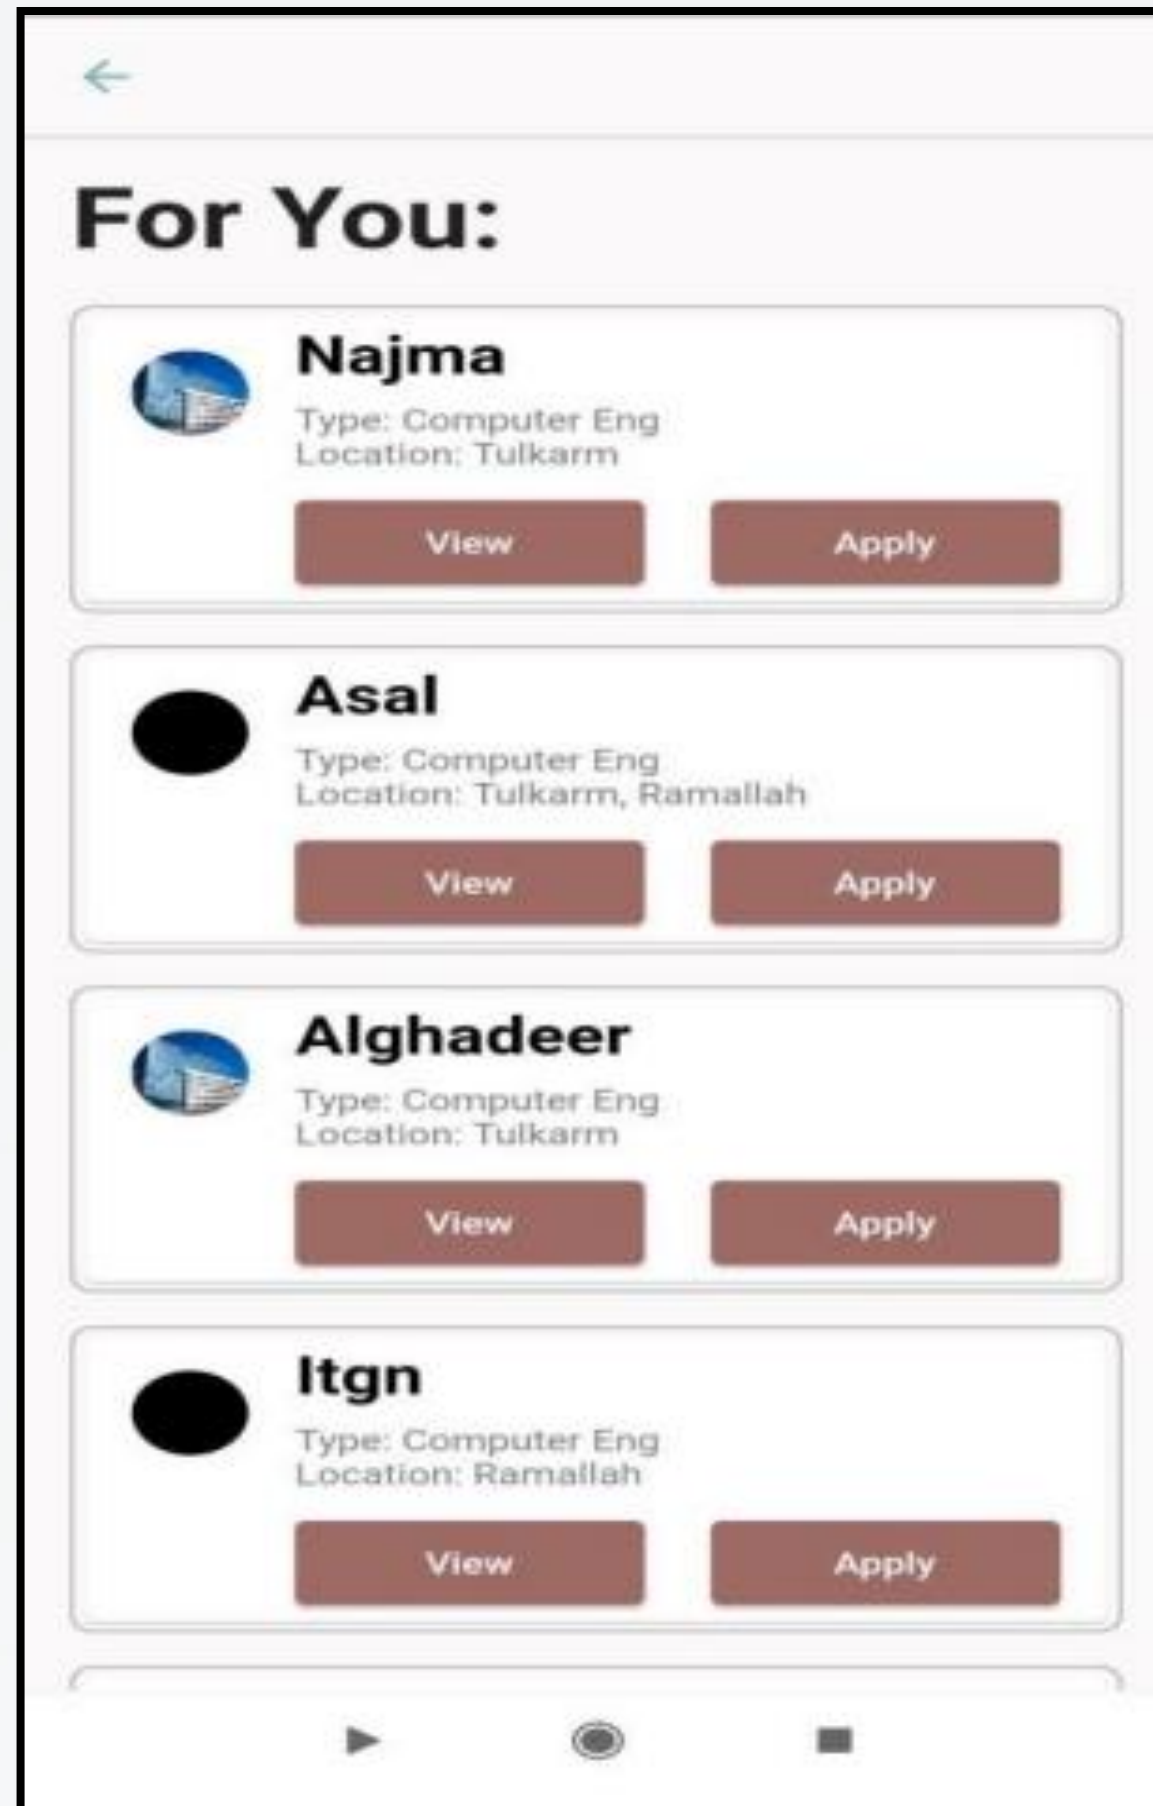 For You:
Najma
Type: Computer Eng
Location: Tulkarm
View Apply
Asal
Type: Computer Eng
Location: Tulkarm, Ramallah
View Apply
Alghadeer
Type: Computer Eng
Location: Tulkarm
View Apply
Itgn
Type: Computer Eng
Location: Ramallah
View Apply